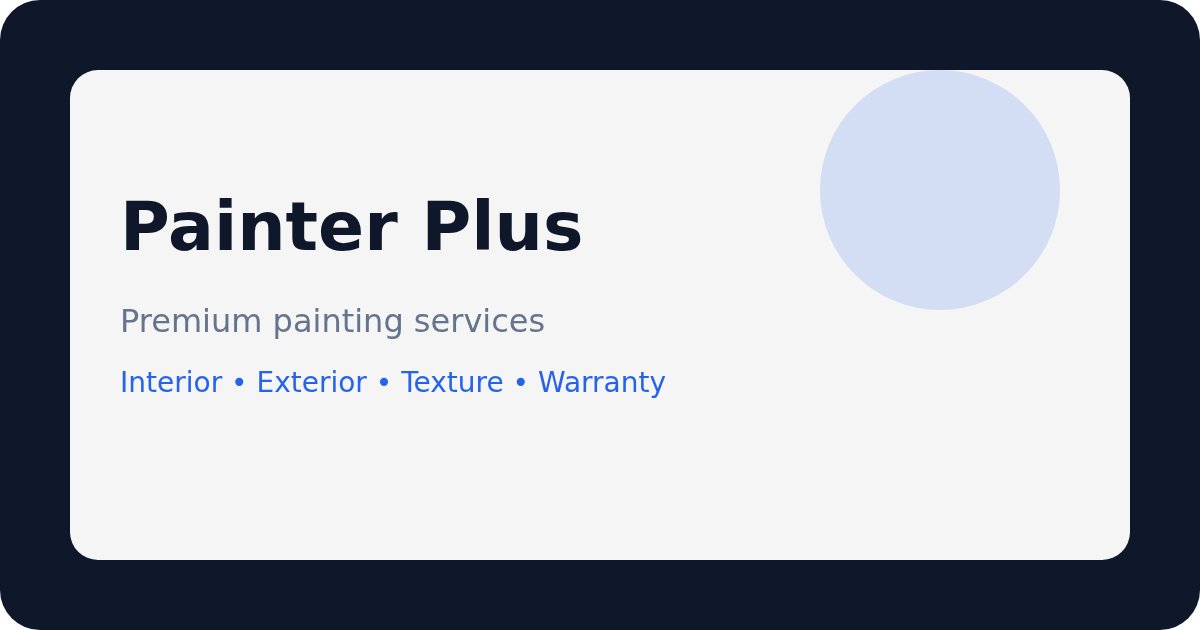 Painter Plus
Premium painting services
Interior • Exterior • Texture • Warranty